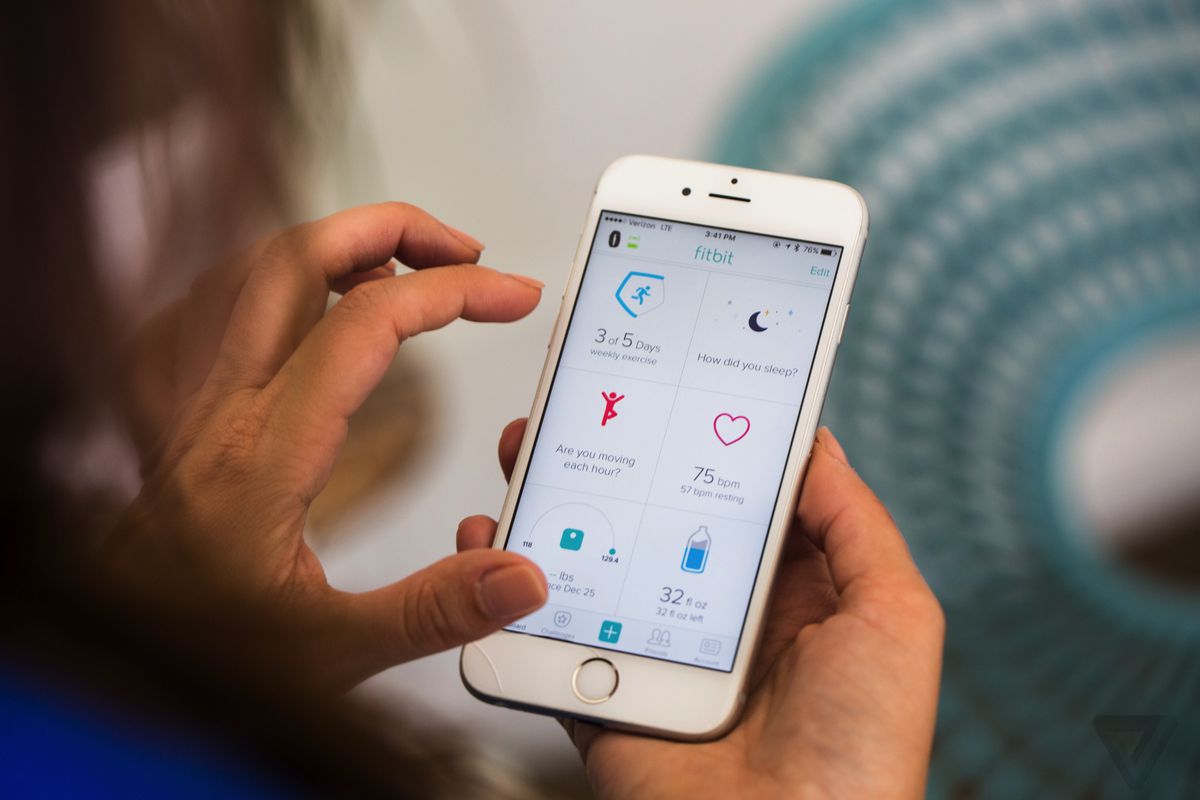 Verizon LTE
3:41 PM
76%
fitbit
Edit
3 of 5 Days
weekly exercise
How did you sleep?
Are you moving
each hour?
75 bpm
57 bpm resting
118
129.4
-- lbs
Dec 25
32 fl oz
32 fl oz left
Challenges
Friends
Account